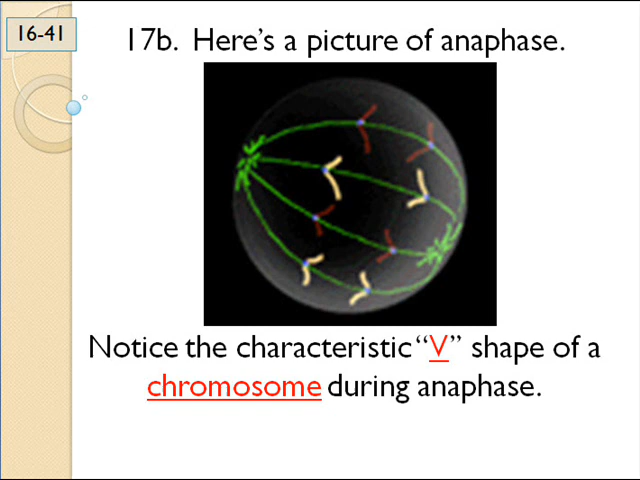 16-41
17b. Here's a picture of anaphase.
Notice the characteristic “V” shape of a
chromosome during anaphase.